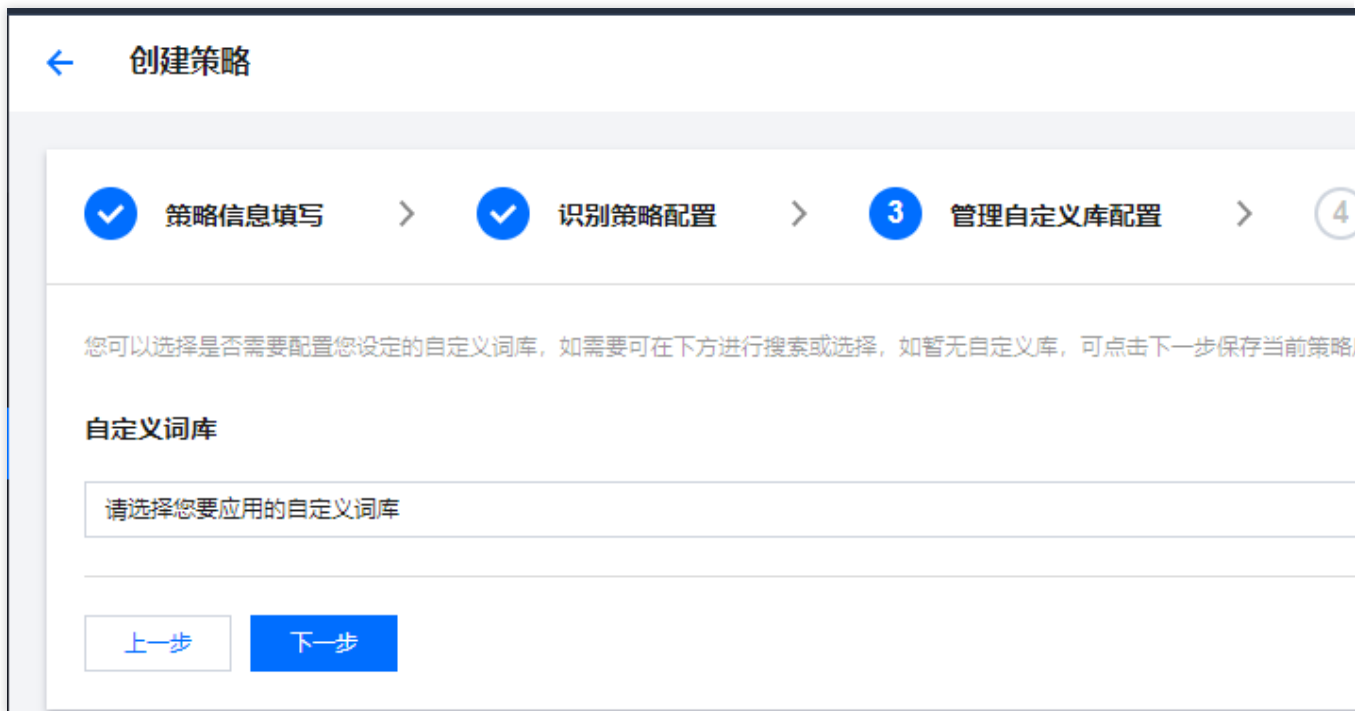 创建策略
策略信息填写
识别策略配置
3 管理自定义库配置
4
您可以选择是否需要配置您设定的自定义词库，如需要可在下方进行搜索或选择，如暂无自定义库，可点击下一步保存当前策略
自定义词库
请选择您要应用的自定义词库
上一步 下一步